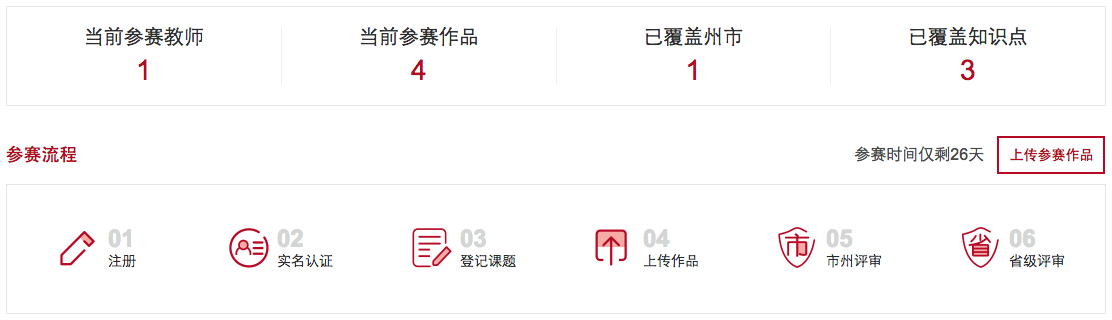 当前参赛教师 当前参赛作品 已覆盖州市 已覆盖知识点
1 4 1 3
参赛流程 参赛时间仅剩26天 上传参赛作品
01 02 03 04 市 05 省 06
注册 实名认证 登记课题 上传作品 市州评审 省级评审